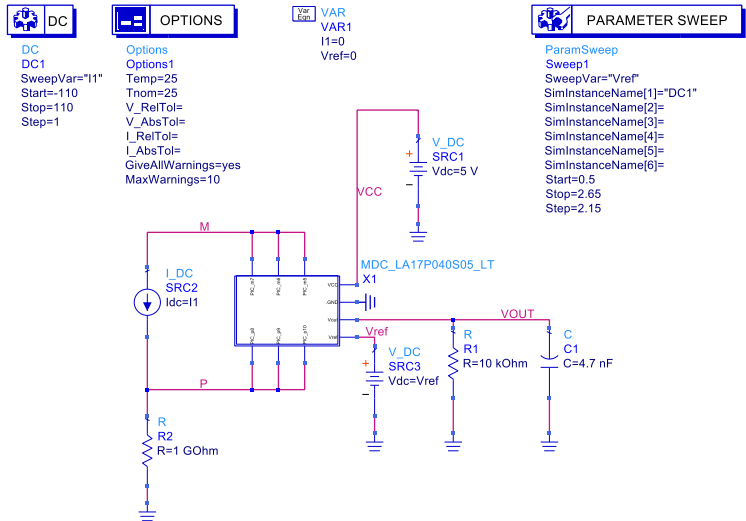 DC
DC
DC1
SweepVar="I1"
Start=-110
Stop=110
Step=1
OPTIONS
Options
Options1
Temp=25
Tnom=25
V_RelTol=
V_AbsTol=
I_RelTol=
I_AbsTol=
GiveAllWarnings=yes
MaxWarnings=10
Var
Eqn
VAR
VAR1
I1=0
Vref=0
PARAMETER SWEEP
ParamSweep
Sweep1
SweepVar="Vref"
SimInstanceName[1]="DC1"
SimInstanceName[2]=
SimInstanceName[3]=
SimInstanceName[4]=
SimInstanceName[5]=
SimInstanceName[6]=
Start=0.5
Stop=2.65
Step=2.15
V_DC
SRC1
Vdc=5 V
VCC
M
I_DC
SRC2
Idc=I1
MDC_LA17P040S05_LT
X1
VCC
GND
Vout
Vref
VOUT
Vref
V_DC
SRC3
Vdc=Vref
R
R1
R=10 kOhm
C
C1
C=4.7 nF
P
R
R2
R=1 GOhm